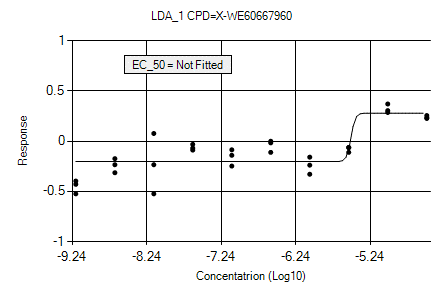 LDA_1 CPD=X-WE60667960
1
EC_50 = Not Fitted
0.5
Response
0
-0.5
-1
-9.24 -8.24 -7.24 -6.24 -5.24
Concentatrion (Log10)